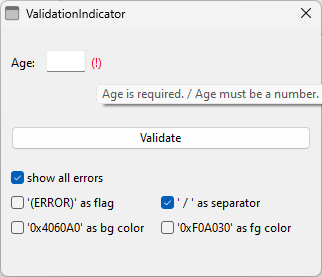 ValidationIndicator
Age: (!)
Age is required. / Age must be a number.
Validate
show all errors
'(ERROR)' as flag
' / ' as separator
'0x4060A0' as bg color
'0xF0A030' as fg color